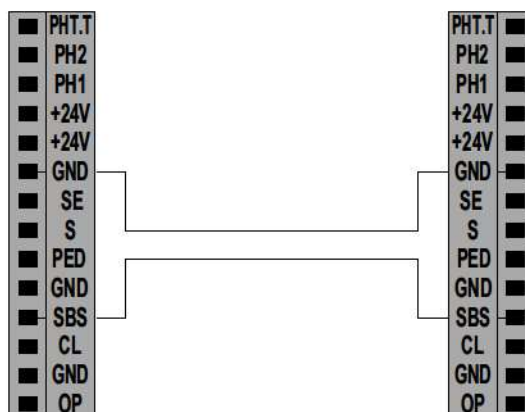 PHT.T PHT.T
PH2 PH2
PH1 PH1
+24V +24V
+24V +24V
GND GND
SE SE
S S
PED PED
GND GND
SBS SBS
CL CL
GND GND
OP OP